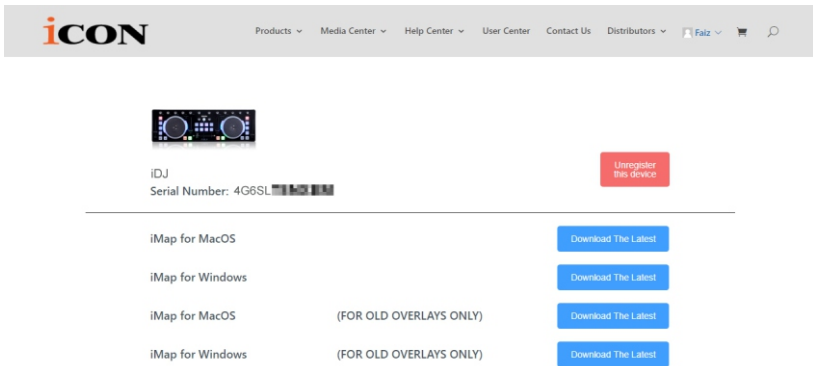 iCON
Products Media Center Help Center User Center Contact Us Distributors Faiz
iDJ
Unregister
this device
Serial Number: 4G6SL
iMap for MacOS Download The Latest
iMap for Windows Download The Latest
iMap for MacOS (FOR OLD OVERLAYS ONLY) Download The Latest
iMap for Windows (FOR OLD OVERLAYS ONLY) Download The Latest